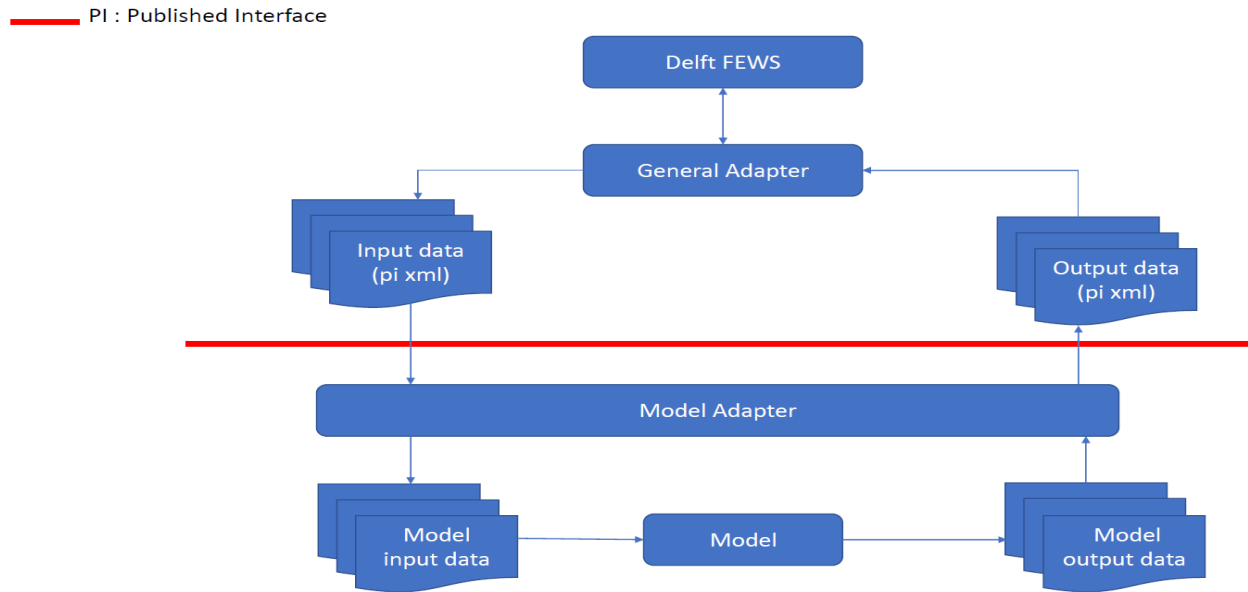 PI : Published Interface
Delft FEWS
General Adapter
Input data
(pi xml)
Output data
(pi xml)
Model Adapter
Model
input data
Model
Model
output data